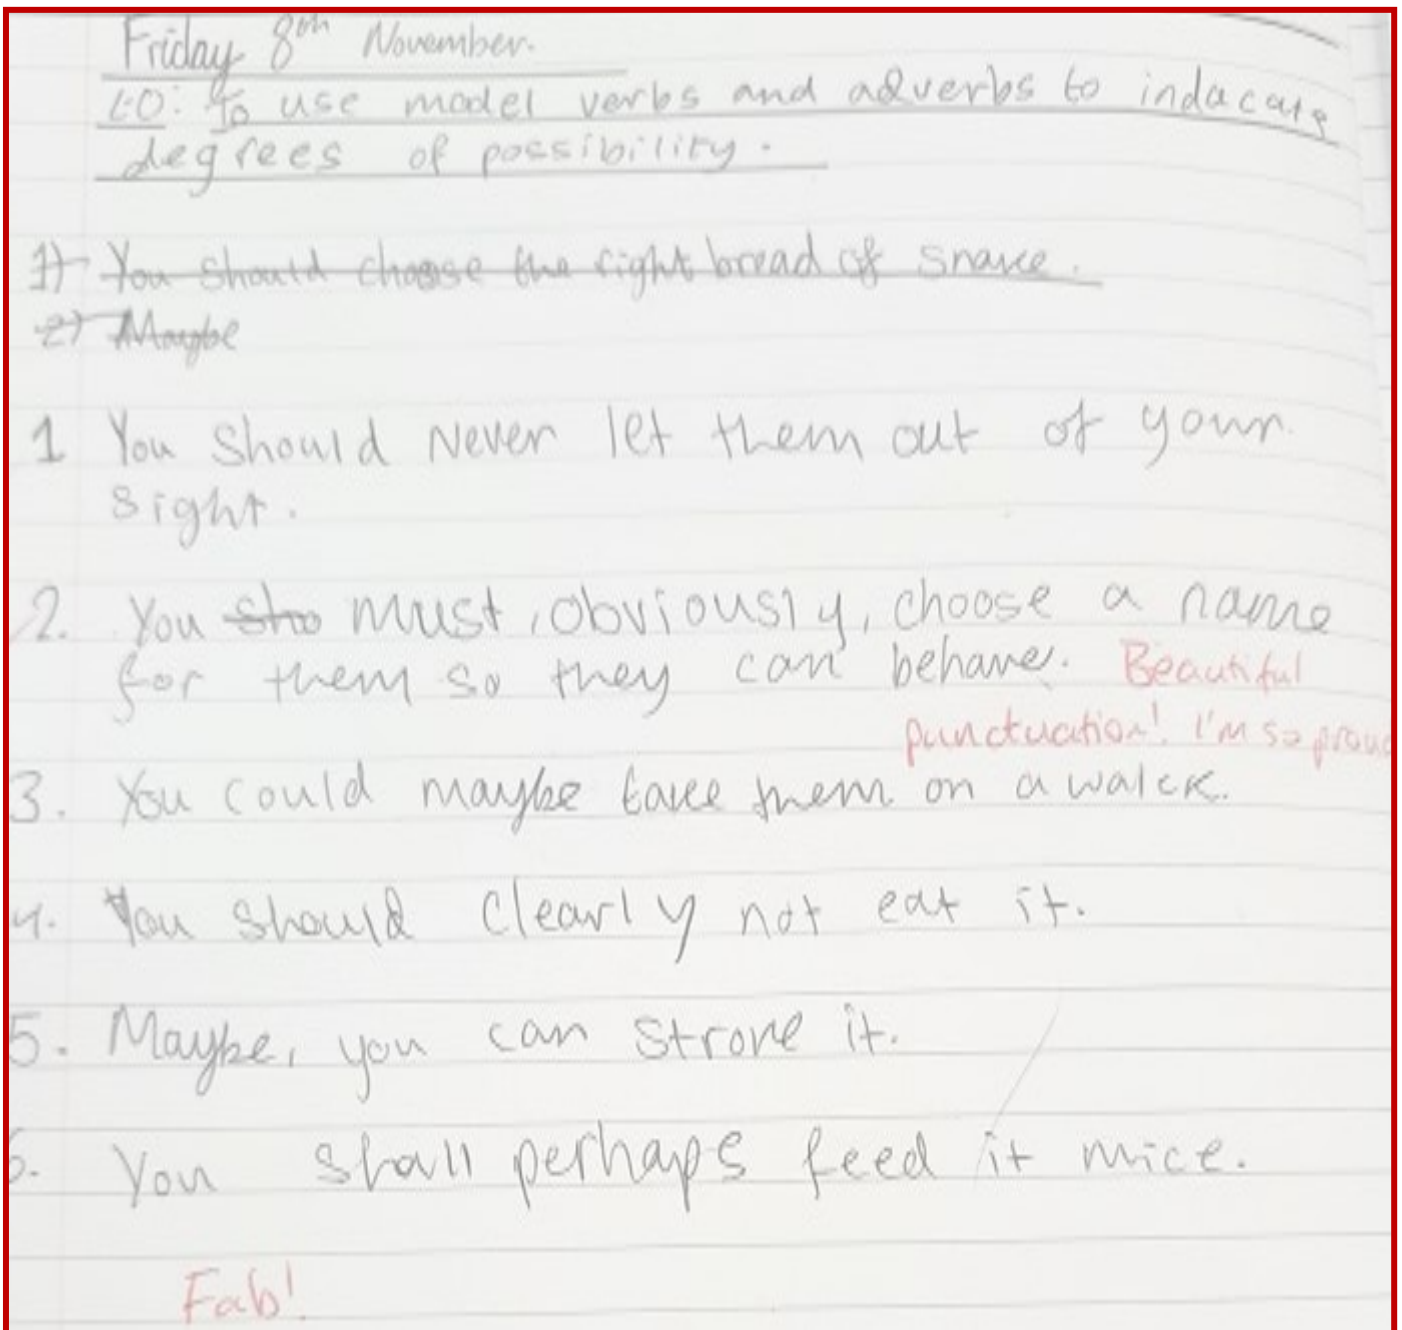 Friday 8th November.
LO: To use model verbs and adverbs to indacate
degrees of possibility.
1) You should choose the right bread of snake.
2) Maybe
1 You should never let them out of your
sight.
2. You sho must, obviously, choose a name
for them so they can behave. Beautiful
punctuation! I'm so proud
3. You could maybe take them on a walck.
4. You should clearly not eat it.
5. Maybe, you can stroke it.
6. You shall perhaps feed it mice.
Fab!